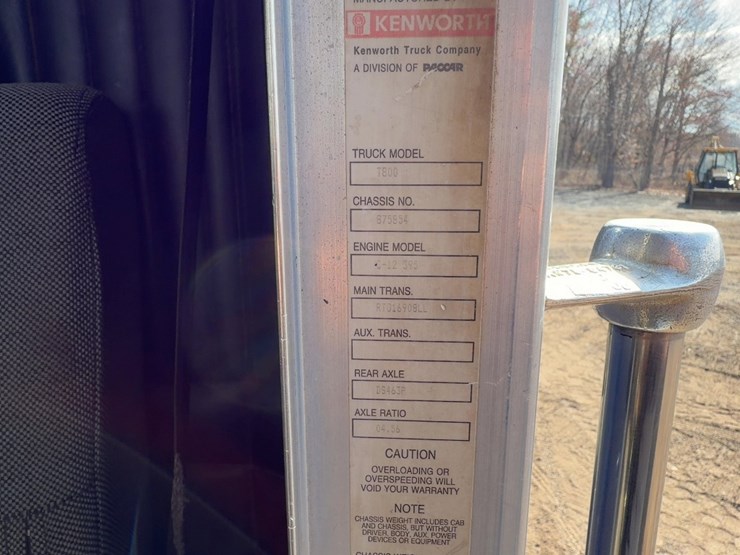 KENWORTH
Kenworth Truck Company
A DIVISION OF PACCAR
TRUCK MODEL
T800
CHASSIS NO.
ENGINE MODEL
MAIN TRANS.
AUX. TRANS.
REAR AXLE
DS463P
AXLE RATIO
04.56
CAUTION
OVERLOADING OR
OVERSPEEDING WILL
VOID YOUR WARRANTY
NOTE
CHASSIS WEIGHT INCLUDES CAB
AND CHASSIS, BUT WITHOUT
DRIVER, BODY, AUX. POWER
DEVICES OR EQUIPMENT